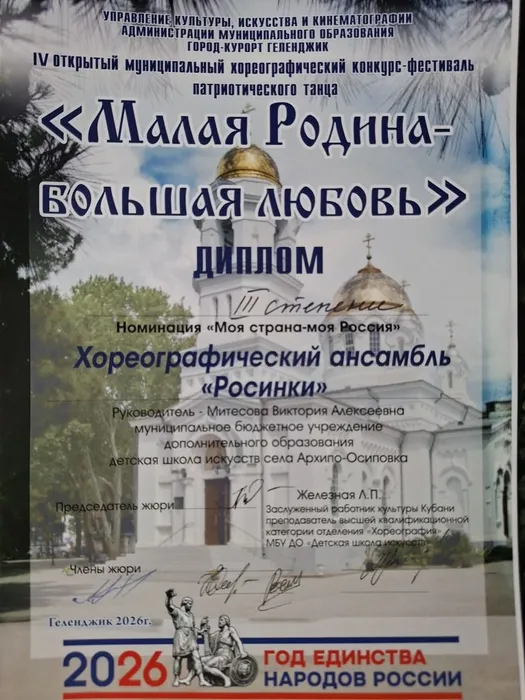 УПРАВЛЕНИЕ КУЛЬТУРЫ, ИСКУССТВА И КИНЕМАТОГРАФИИ
АДМИНИСТРАЦИИ МУНИЦИПАЛЬНОГО ОБРАЗОВАНИЯ
ГОРОД-КУРОРТ ГЕЛЕНДЖИК
IV ОТКРЫТЫЙ МУНИЦИПАЛЬНЫЙ ХОРЕОГРАФИЧЕСКИЙ КОНКУРС-ФЕСТИВАЛЬ
ПАТРИОТИЧЕСКОГО ТАНЦА
«МАЛАЯ РОДИНА-
БОЛЬШАЯ ЛЮБОВЬ»
ДИПЛОМ
III степени
Номинация «Моя страна-моя Россия»
Хореографический ансамбль
«Росинки»
Руководитель - Митесова Виктория Алексеевна
муниципальное бюджетное учреждение
дополнительного образования
детская школа искусств села Архипо-Осиповка
Председатель жюри
Железная Л.П.
Заслуженный работник культуры Кубани
преподаватель высшей квалификационной
категории отделения «Хореография»
МБУ ДО «Детская школа искусств»
Члены жюри
Геленджик 2026г.
2026 ГОД ЕДИНСТВА
НАРОДОВ РОССИИ